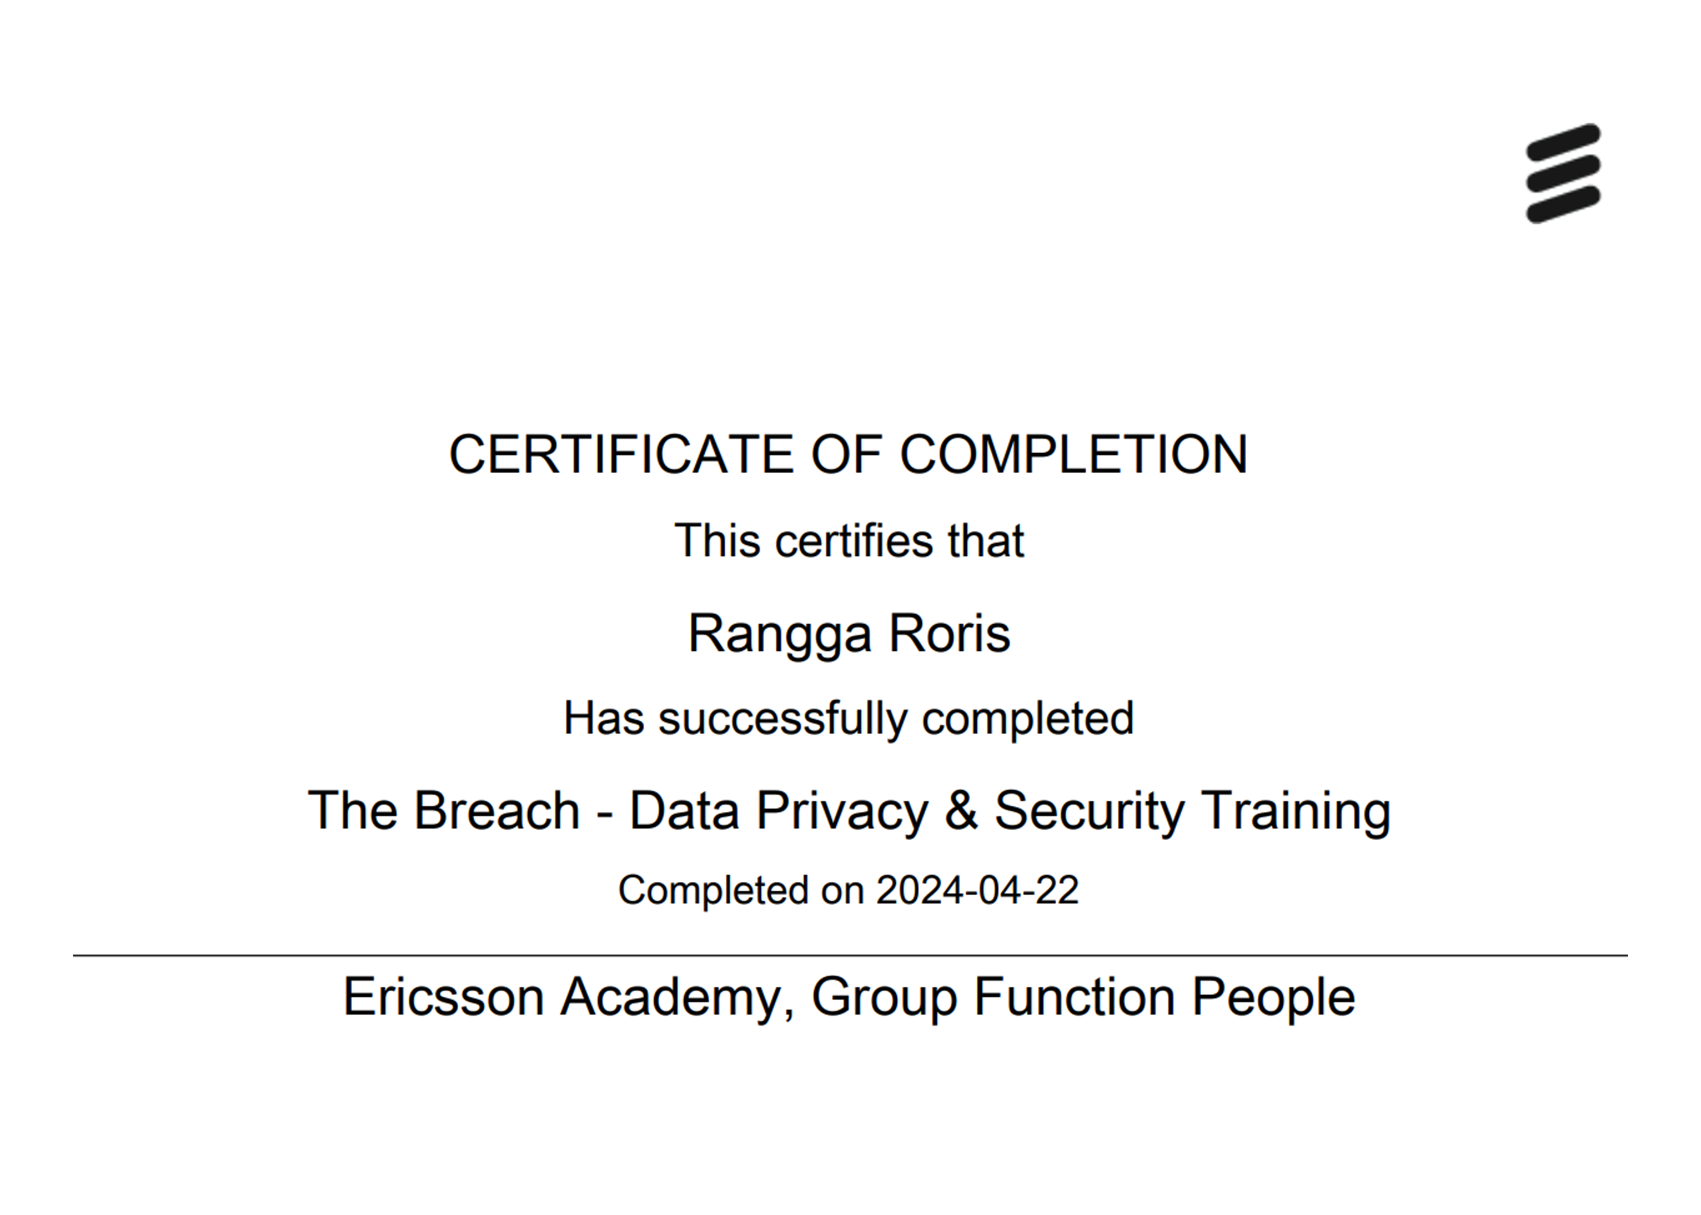 CERTIFICATE OF COMPLETION
This certifies that
Rangga Roris
Has successfully completed
The Breach - Data Privacy & Security Training
Completed on 2024-04-22
Ericsson Academy, Group Function People